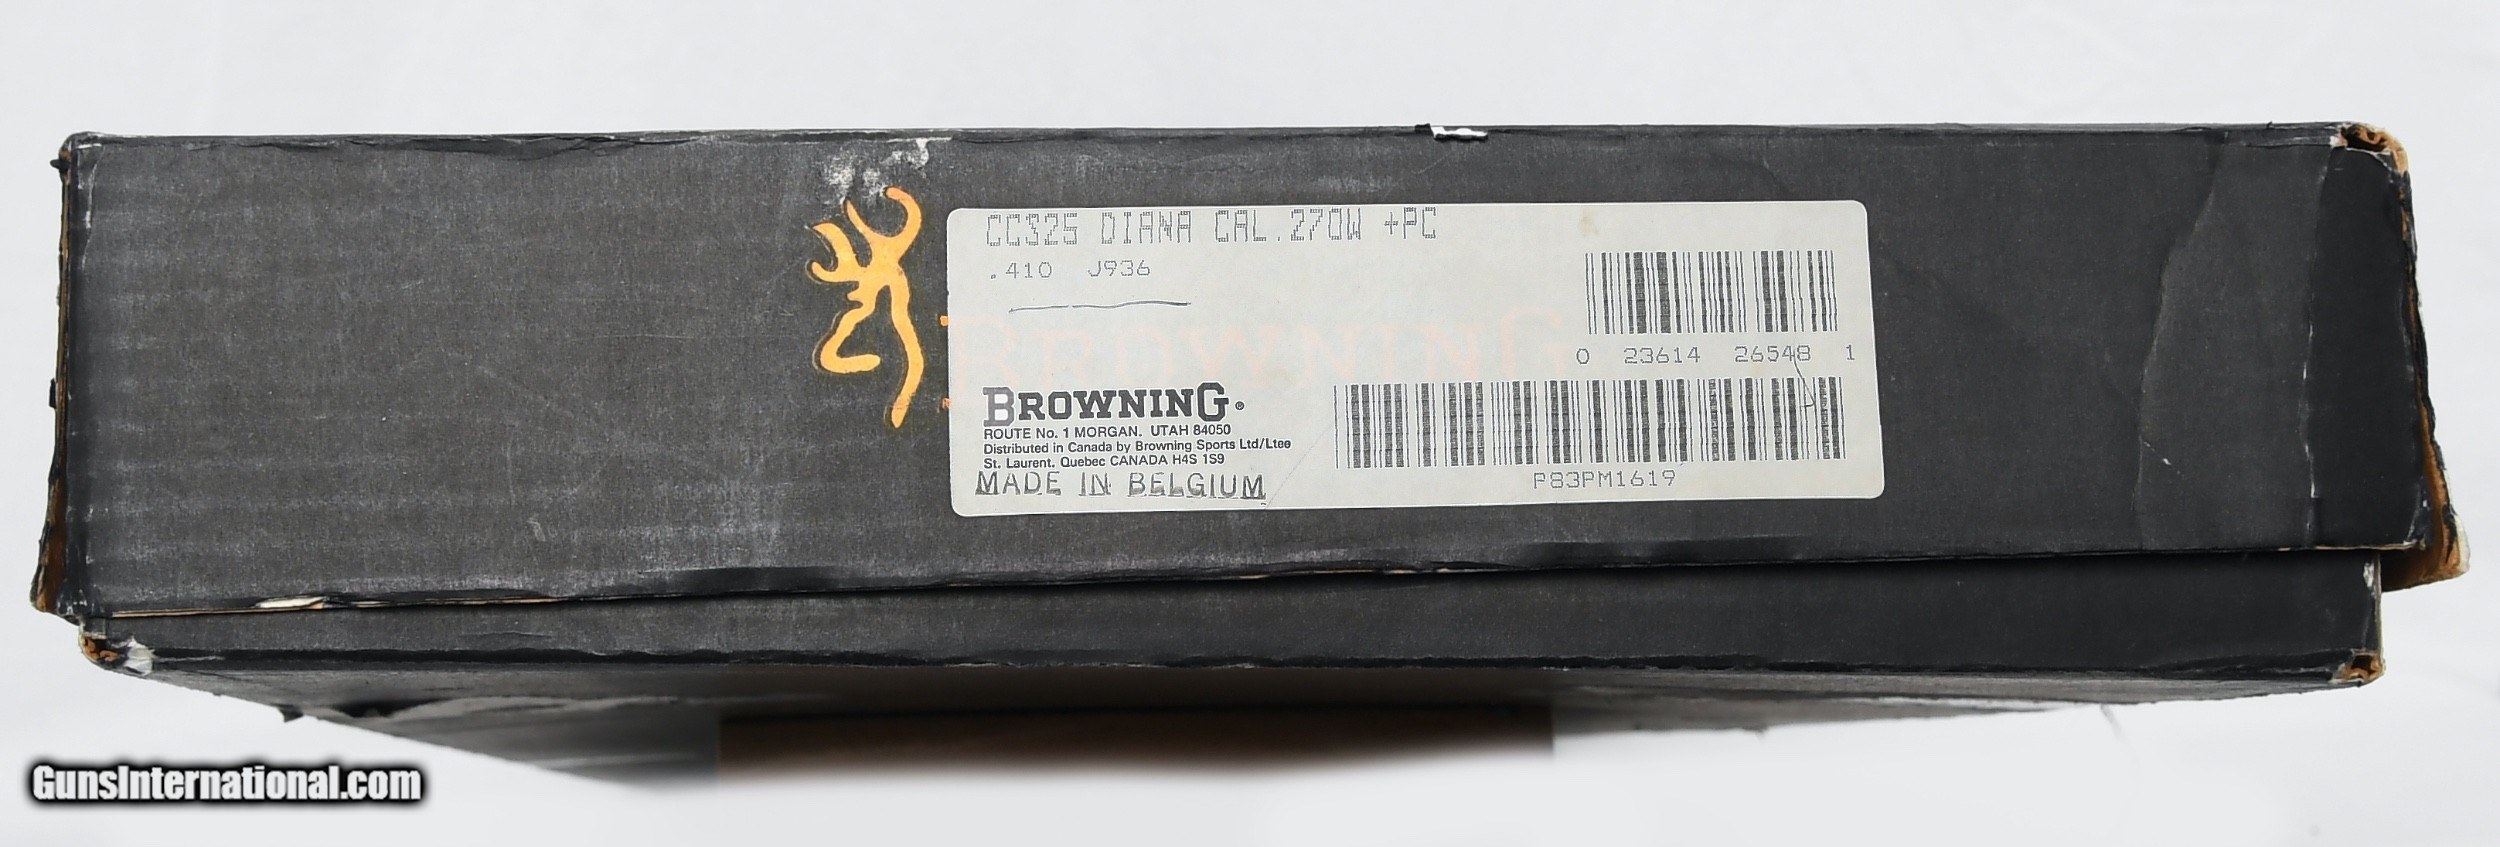 CC325 DIANA CAL.270W +PC
.410 J936
BROWNING
0 23614 26548 1
BROWNING®
ROUTE No. 1 MORGAN, UTAH 84050
Distributed in Canada by Browning Sports Ltd/Ltee
St. Laurent, Quebec CANADA H4S 1S9
MADE IN BELGIUM
P83PM1619
GunsInternational.com